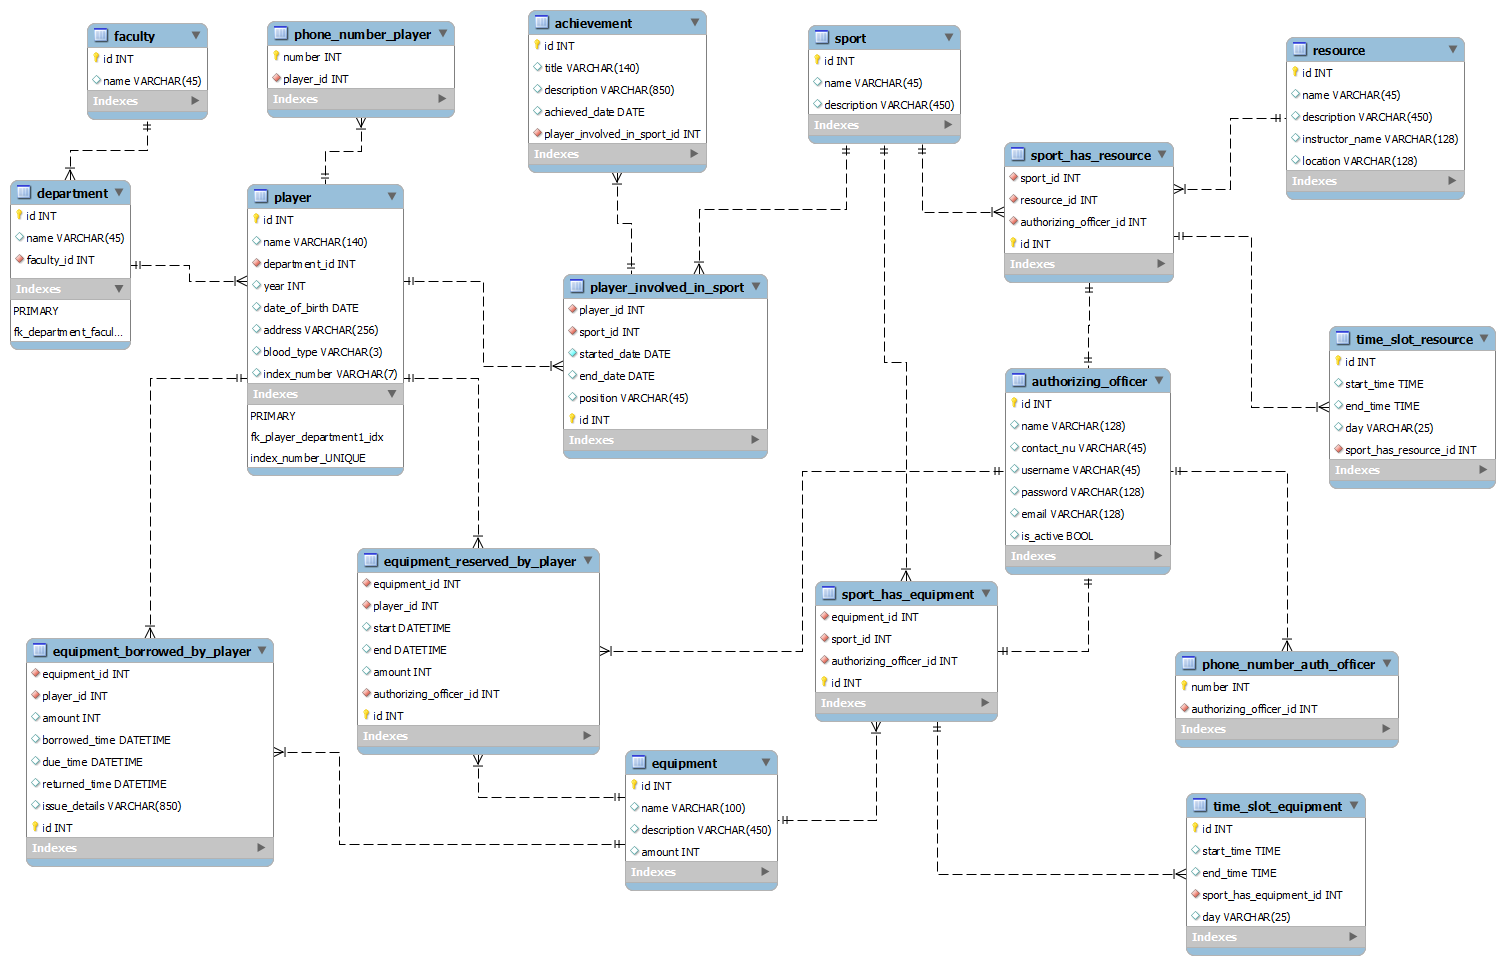 faculty
id INT
name VARCHAR(45)
Indexes
phone_number_player
number INT
player_id INT
Indexes
achievement
id INT
title VARCHAR(140)
description VARCHAR(850)
achieved_date DATE
player_involved_in_sport_id INT
Indexes
sport
id INT
name VARCHAR(45)
description VARCHAR(450)
Indexes
resource
id INT
name VARCHAR(45)
description VARCHAR(450)
instructor_name VARCHAR(128)
location VARCHAR(128)
Indexes
sport_has_resource
sport_id INT
resource_id INT
authorizing_officer_id INT
id INT
Indexes
department
id INT
name VARCHAR(45)
faculty_id INT
Indexes
PRIMARY
fk_department_facul...
player
id INT
name VARCHAR(140)
department_id INT
year INT
date_of_birth DATE
address VARCHAR(256)
blood_type VARCHAR(3)
index_number VARCHAR(7)
Indexes
PRIMARY
fk_player_department1_idx
index_number_UNIQUE
player_involved_in_sport
player_id INT
sport_id INT
started_date DATE
end_date DATE
position VARCHAR(45)
id INT
Indexes
time_slot_resource
id INT
start_time TIME
end_time TIME
day VARCHAR(25)
sport_has_resource_id INT
Indexes
authorizing_officer
id INT
name VARCHAR(128)
contact_nu VARCHAR(45)
username VARCHAR(45)
password VARCHAR(128)
email VARCHAR(128)
is_active BOOL
Indexes
equipment_reserved_by_player
equipment_id INT
player_id INT
start DATETIME
end DATETIME
amount INT
authorizing_officer_id INT
id INT
Indexes
sport_has_equipment
equipment_id INT
sport_id INT
authorizing_officer_id INT
id INT
Indexes
equipment_borrowed_by_player
equipment_id INT
player_id INT
amount INT
borrowed_time DATETIME
due_time DATETIME
returned_time DATETIME
issue_details VARCHAR(850)
id INT
Indexes
phone_number_auth_officer
number INT
authorizing_officer_id INT
Indexes
equipment
id INT
name VARCHAR(100)
description VARCHAR(450)
amount INT
Indexes
time_slot_equipment
id INT
start_time TIME
end_time TIME
sport_has_equipment_id INT
day VARCHAR(25)
Indexes